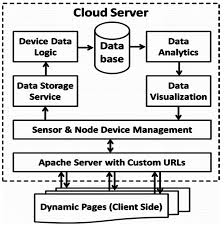 Cloud Server
Device Data
Logic
Data
base
Data
Analytics
Data Storage
Service
Data
Visualization
Sensor & Node Device Management
Apache Server with Custom URLs
Dynamic Pages (Client Side)